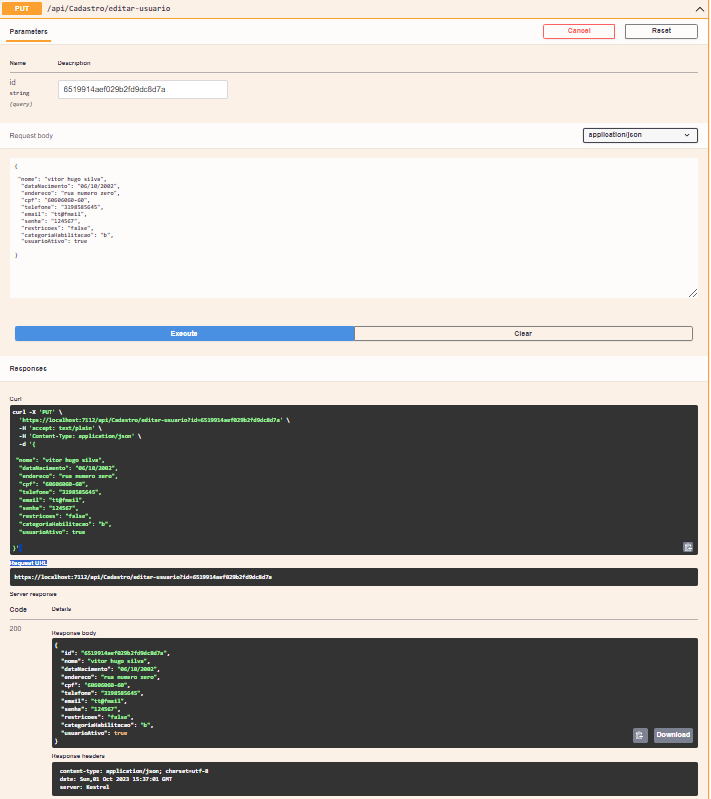 PUT /api/Cadastro/editar-usuario
Parameters
Cancel
Reset
Name Description
id
string
(query)
6519914aef029b2fd9dc8d7a
Request body
application/json
{
"nome": "vitor hugo silva",
"dataNacimento": "06/10/2002",
"endereco": "rua numero zero",
"cpf": "60606060-60",
"telefone": "3198585645",
"email": "tt@fmail",
"senha": "124567",
"restricoes": "false",
"categoriaHabilitacao": "b",
"usuarioAtivo": true
}
Execute
Clear
Responses
Curl
curl -X 'PUT' \
'https://localhost:7112/api/Cadastro/editar-usuario?id=6519914aef029b2fd9dc8d7a' \
-H 'accept: text/plain' \
-H 'Content-Type: application/json' \
-d '{
"nome": "vitor hugo silva",
"dataNacimento": "06/10/2002",
"endereco": "rua numero zero",
"cpf": "60606060-60",
"telefone": "3198585645",
"email": "tt@fmail",
"senha": "124567",
"restricoes": "false",
"categoriaHabilitacao": "b",
"usuarioAtivo": true
}'
Request URL
https://localhost:7112/api/Cadastro/editar-usuario?id=6519914aef029b2fd9dc8d7a
Server response
Code Details
200
Response body
{
"id": "6519914aef029b2fd9dc8d7a",
"nome": "vitor hugo silva",
"dataNacimento": "06/10/2002",
"endereco": "rua numero zero",
"cpf": "60606060-60",
"telefone": "3198585645",
"email": "tt@fmail",
"senha": "124567",
"restricoes": "false",
"categoriaHabilitacao": "b",
"usuarioAtivo": true
}
Download
Response headers
content-type: application/json; charset=utf-8
date: Sun,01 Oct 2023 15:37:01 GMT
server: Kestrel